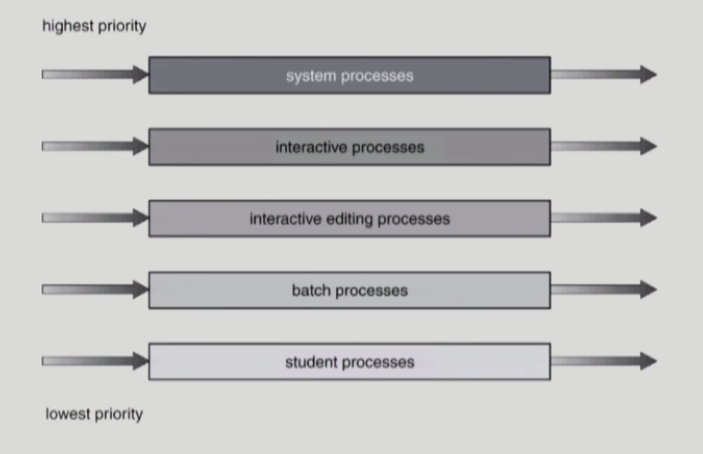 highest priority
system processes
interactive processes
interactive editing processes
batch processes
student processes
lowest priority